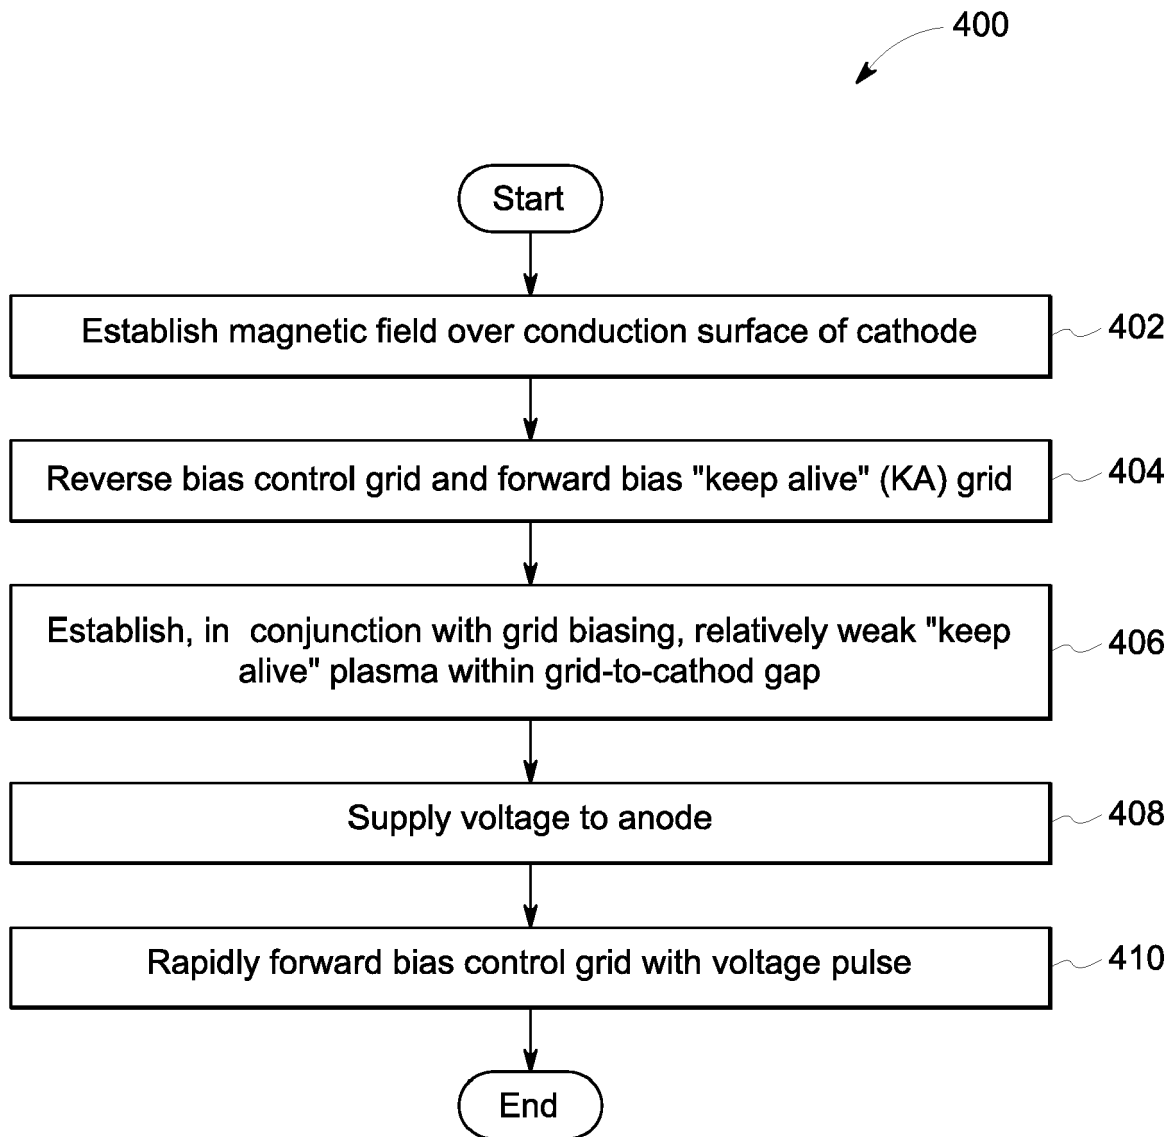 400
Start
Establish magnetic field over conduction surface of cathode
402
Reverse bias control grid and forward bias "keep alive" (KA) grid
404
Establish, in  conjunction with grid biasing, relatively weak "keep
alive" plasma within grid-to-cathod gap
406
Supply voltage to anode
408
Rapidly forward bias control grid with voltage pulse
410
End